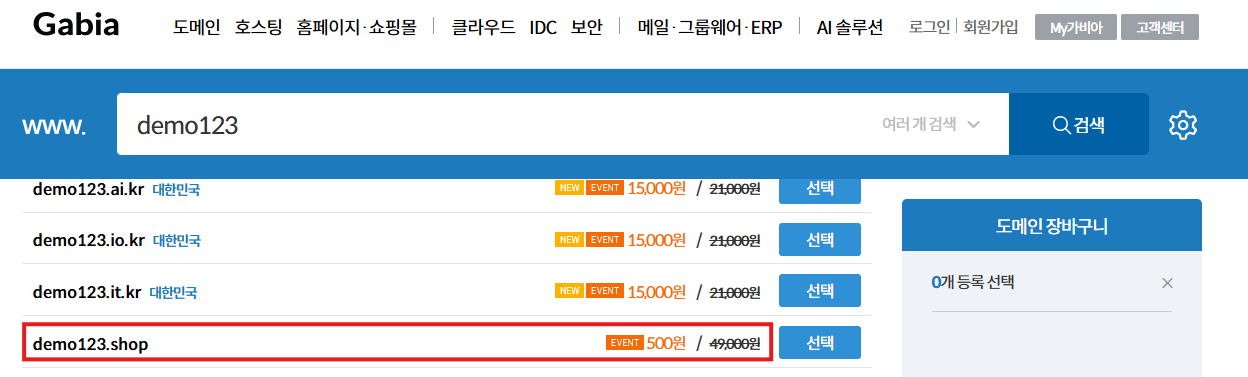 Gabia 도메인 호스팅 홈페이지·쇼핑몰 클라우드 IDC 보안 메일·그룹웨어·ERP AI 솔루션 로그인 회원가입 My가비아 고객센터
www. demo123 여러 개 검색 검색
demo123.ai.kr 대한민국 NEW EVENT 15,000원 / 21,000원 선택
도메인 장바구니
demo123.io.kr 대한민국 NEW EVENT 15,000원 / 21,000원 선택
0개 등록 선택
demo123.it.kr 대한민국 NEW EVENT 15,000원 / 21,000원 선택
demo123.shop EVENT 500원 / 49,000원 선택